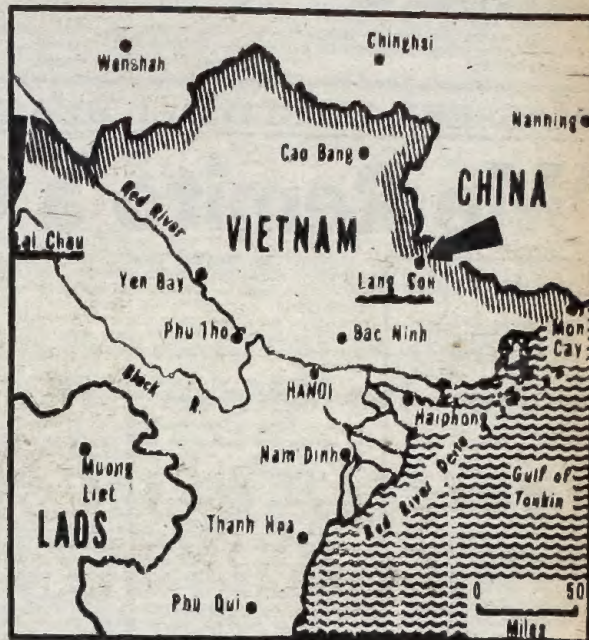 Chinghsi
Wenshah
Nanning
Cao Bang
CHINA
Red River
VIETNAM
Lai Chau
Lang Son
Yen Bay
Mon
Cay
Phu Tho
Bac Ninh
Black R.
HANOI
Haiphong
Nam Dinh
Red River Delta
Gulf of
Tonkin
Muong
Liet
LAOS
Thanh Hoa
Phu Qui
0 50
Miles